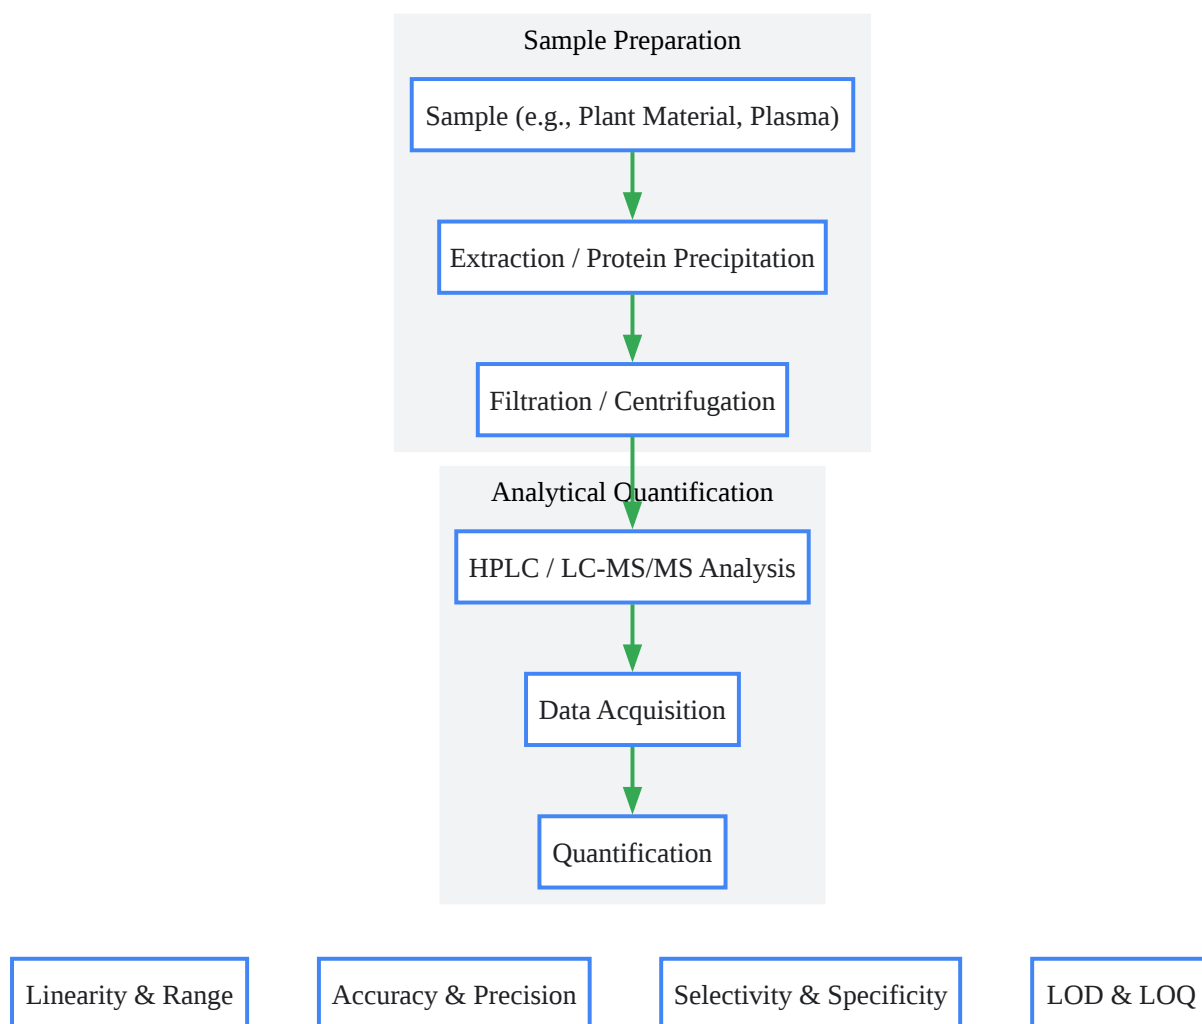 Sample Preparation
Sample (e.g., Plant Material, Plasma)
Extraction / Protein Precipitation
Filtration / Centrifugation
Analytical Quantification
HPLC / LC-MS/MS Analysis
Data Acquisition
Quantification
Linearity & Range
Accuracy & Precision
Selectivity & Specificity
LOD & LOQ